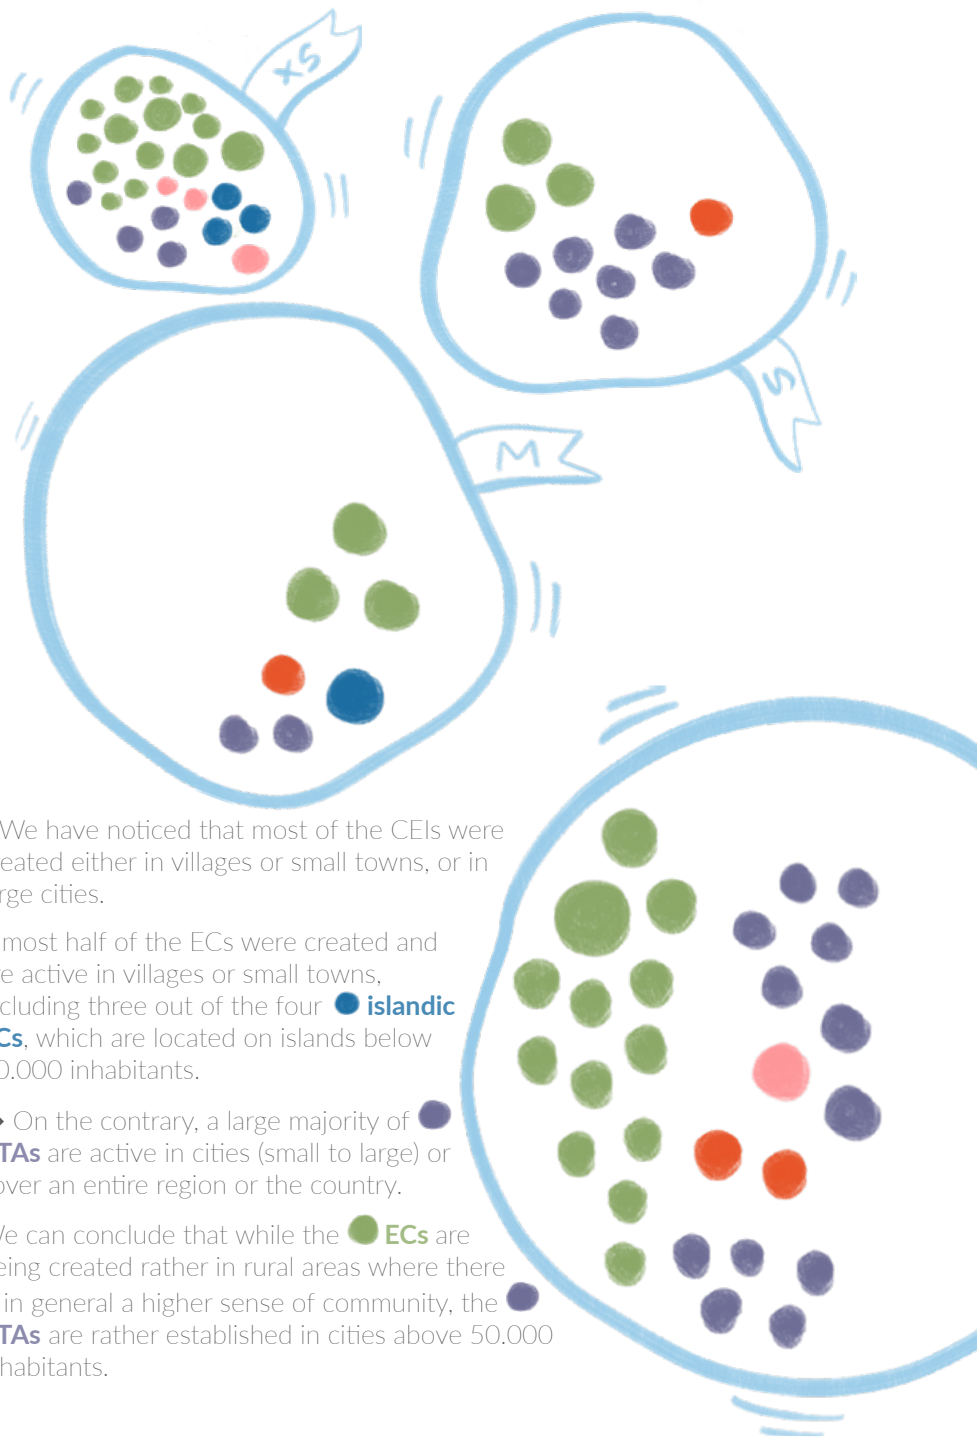 XS
S
M
We have noticed that most of the CEIs were
eated either in villages or small towns, or in
rge cities.
most half of the ECs were created and
e active in villages or small towns,
cluding three out of the four islandic
Cs, which are located on islands below
0.000 inhabitants.
On the contrary, a large majority of
TAs are active in cities (small to large) or
over an entire region or the country.
We can conclude that while the ECs are
eing created rather in rural areas where there
in general a higher sense of community, the
TAs are rather established in cities above 50.000
habitants.